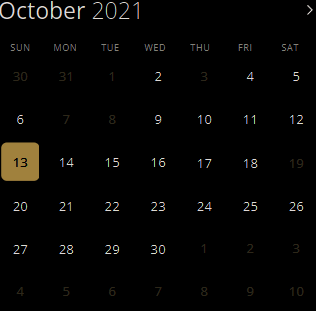 October 2021 >
SUN MON TUE WED THU FRI SAT
30 31 1 2 3 4 5
6 7 8 9 10 11 12
13 14 15 16 17 18 19
20 21 22 23 24 25 26
27 28 29 30 1 2 3
4 5 6 7 8 9 10